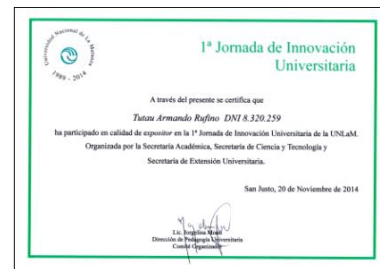 Universidad Nacional de La Matanza
1989 - 2014
1ª Jornada de Innovación
Universitaria
A través del presente se certifica que
Tutau Armando Rufino DNI 8.320.259
ha participado en calidad de expositor en la 1ª Jornada de Innovación Universitaria de la UNLaM.
Organizada por la Secretaría Académica, Secretaría de Ciencia y Tecnología y
Secretaría de Extensión Universitaria.
San Justo, 20 de Noviembre de 2014
Lic. Jorgelina
Dirección de Pedagogía Universitaria
Comité Organizador